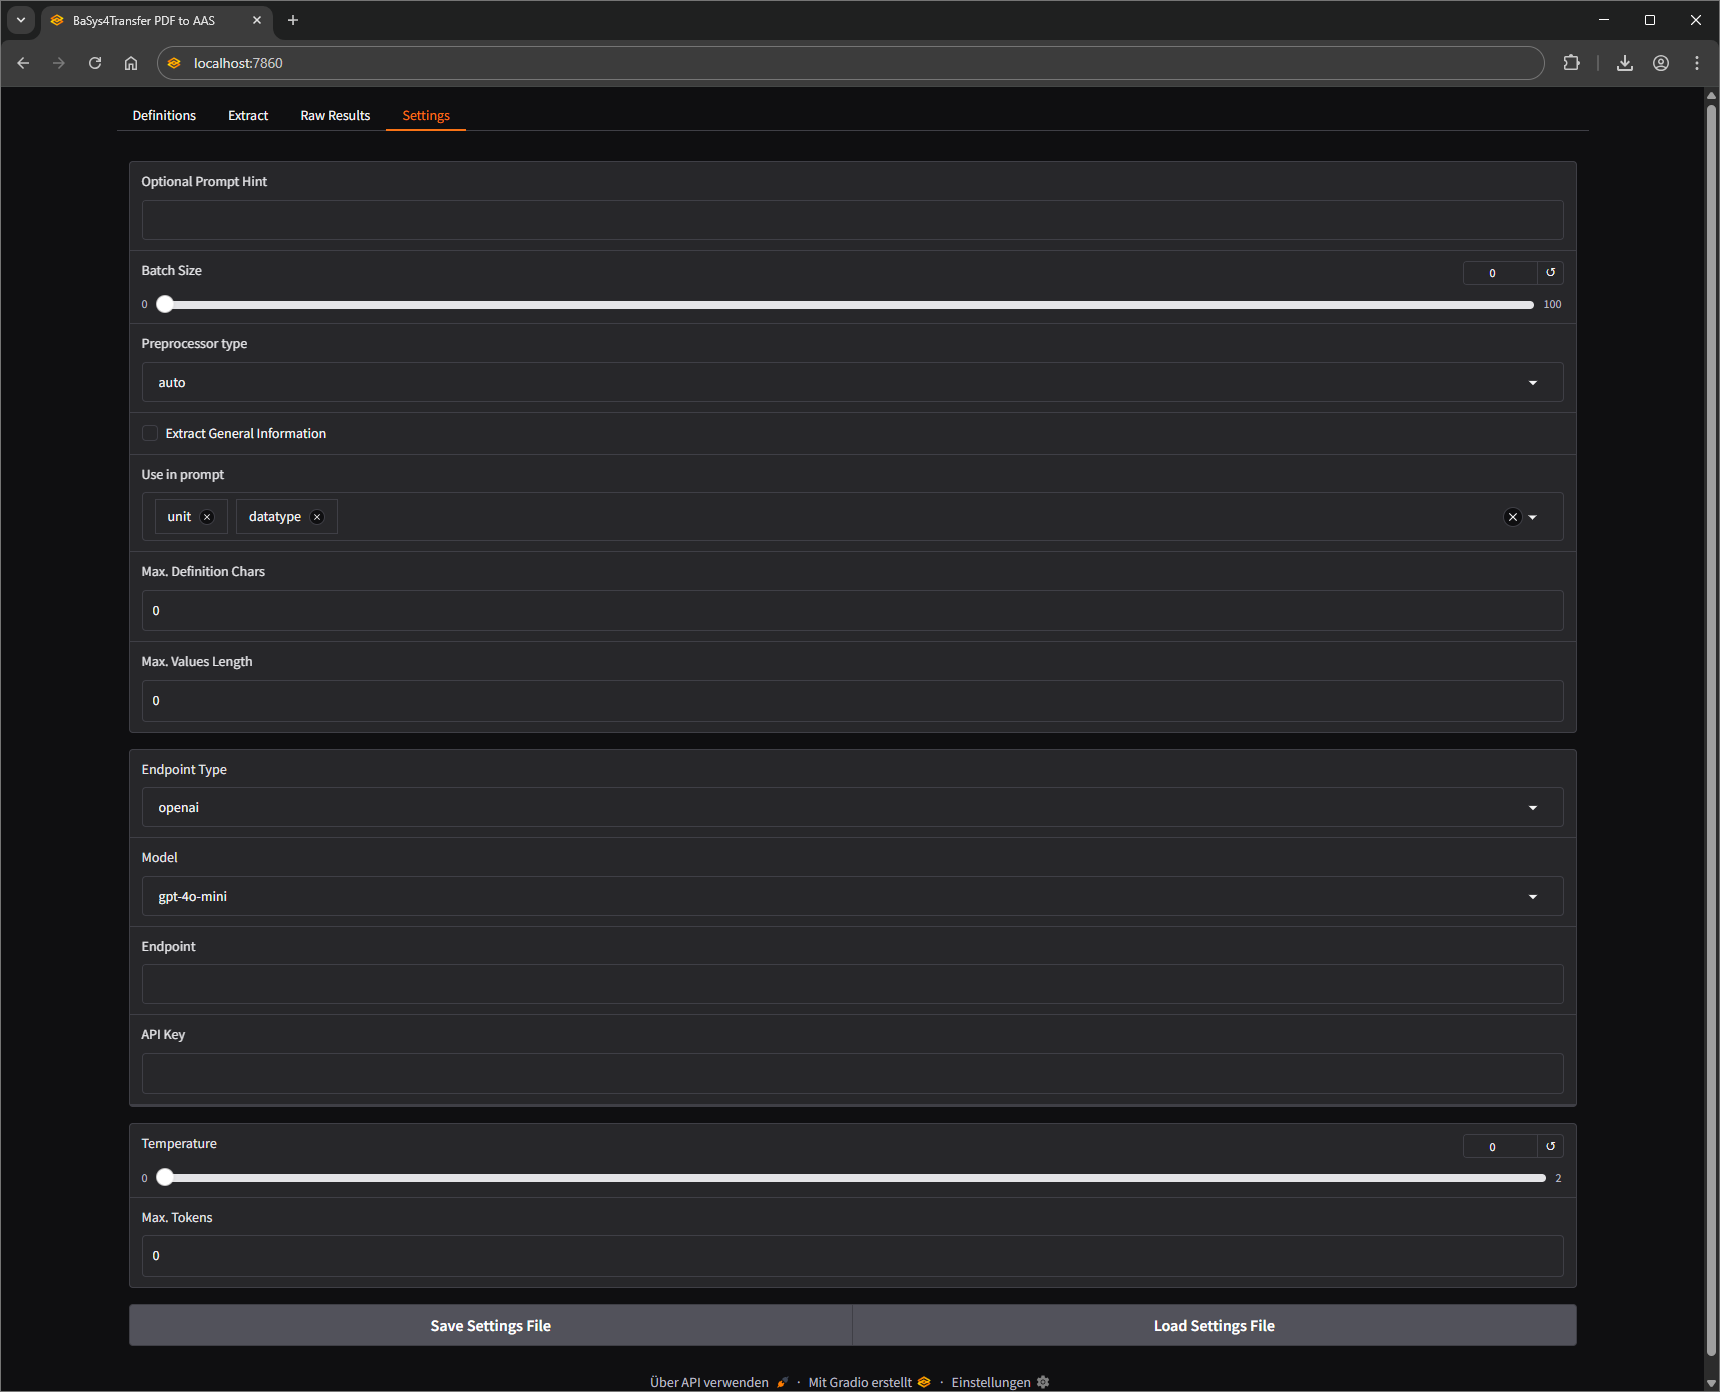 BaSys4Transfer PDF to AAS
localhost:7860
Definitions Extract Raw Results Settings
Optional Prompt Hint
Batch Size 0
0 100
Preprocessor type
auto
Extract General Information
Use in prompt
unit datatype
Max. Definition Chars
0
Max. Values Length
0
Endpoint Type
openai
Model
gpt-4o-mini
Endpoint
API Key
Temperature 0
0 2
Max. Tokens
0
Save Settings File Load Settings File
Über API verwenden · Mit Gradio erstellt · Einstellungen